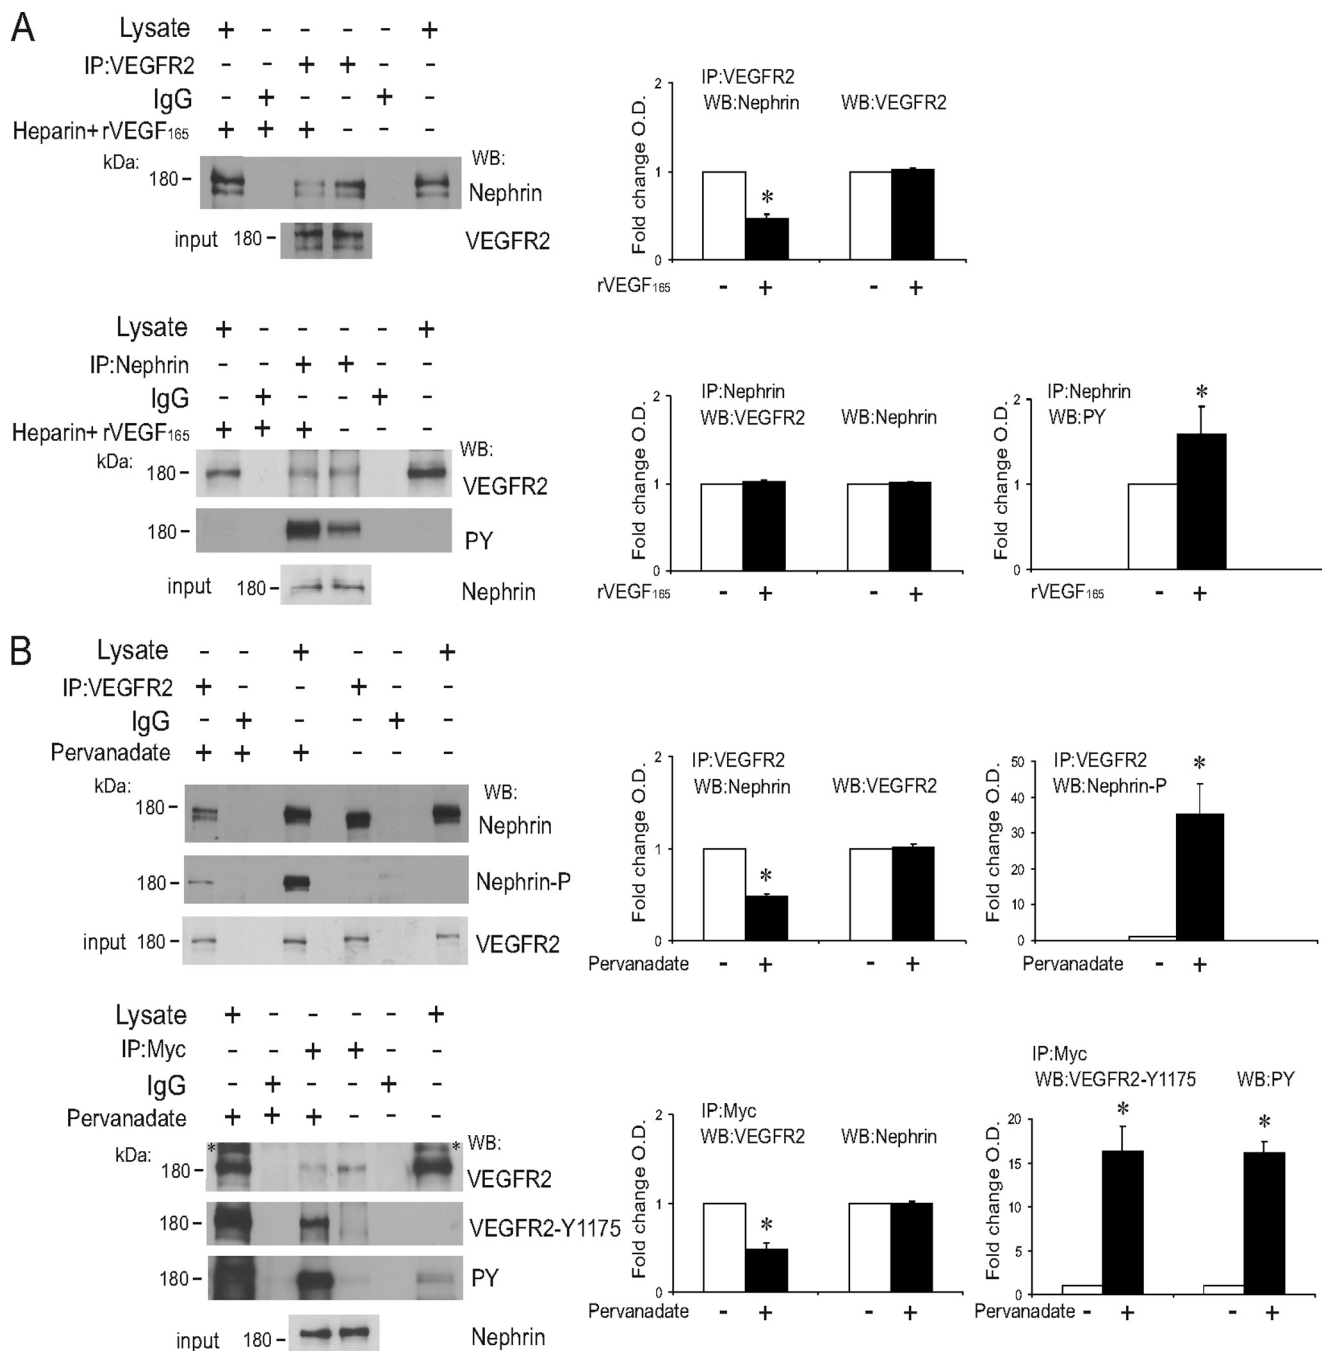 A
Lysate + - - - - +
IP:VEGFR2 - - + + - -
IgG - + - - + -
Heparin+ rVEGF165 + + + - - -
kDa:
WB:
180
Nephrin
input 180
VEGFR2
Fold change O.D.
2
1
0
IP:VEGFR2
WB:Nephrin WB:VEGFR2
*
rVEGF165 - + - +
Lysate + - - - - +
IP:Nephrin - - + + - -
IgG - + - - + -
Heparin+ rVEGF165 + + + - - -
kDa:
WB:
180
VEGFR2
180
PY
input 180
Nephrin
Fold change O.D.
2
1
0
IP:Nephrin
WB:VEGFR2 WB:Nephrin
rVEGF165 - + - +
Fold change O.D.
2
1
0
IP:Nephrin
WB:PY
*
rVEGF165 - +
B
Lysate - - + - - +
IP:VEGFR2 + - - + - -
IgG - + - - + -
Pervanadate + + + - - -
kDa:
WB:
180
Nephrin
180
Nephrin-P
input 180
VEGFR2
Fold change O.D.
2
1
0
IP:VEGFR2
WB:Nephrin WB:VEGFR2
*
Pervanadate - + - +
Fold change O.D.
50
40
30
20
10
0
IP:VEGFR2
WB:Nephrin-P
*
Pervanadate - +
Lysate + - - - - +
IP:Myc - - + + - -
IgG - + - - + -
Pervanadate + + + - - -
kDa:
* * WB:
180
VEGFR2
180
VEGFR2-Y1175
180
PY
input 180
Nephrin
Fold change O.D.
2
1
0
IP:Myc
WB:VEGFR2 WB:Nephrin
*
Pervanadate - + - +
IP:Myc
WB:VEGFR2-Y1175 WB:PY
Fold change O.D.
20
15
10
5
0
* *
Pervanadate - + - +